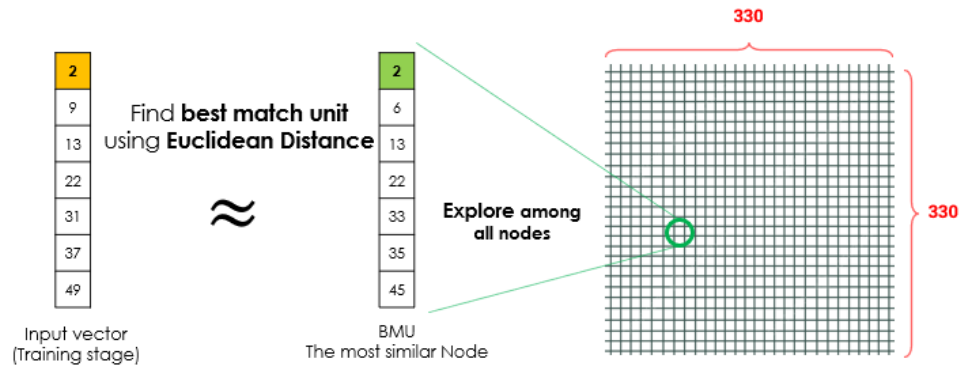 330
2
9
13
22
31
37
49
Find best match unit
using Euclidean Distance
≈
2
6
13
22
33
35
45
Explore among
all nodes
330
Input vector
(Training stage)
BMU
The most similar Node